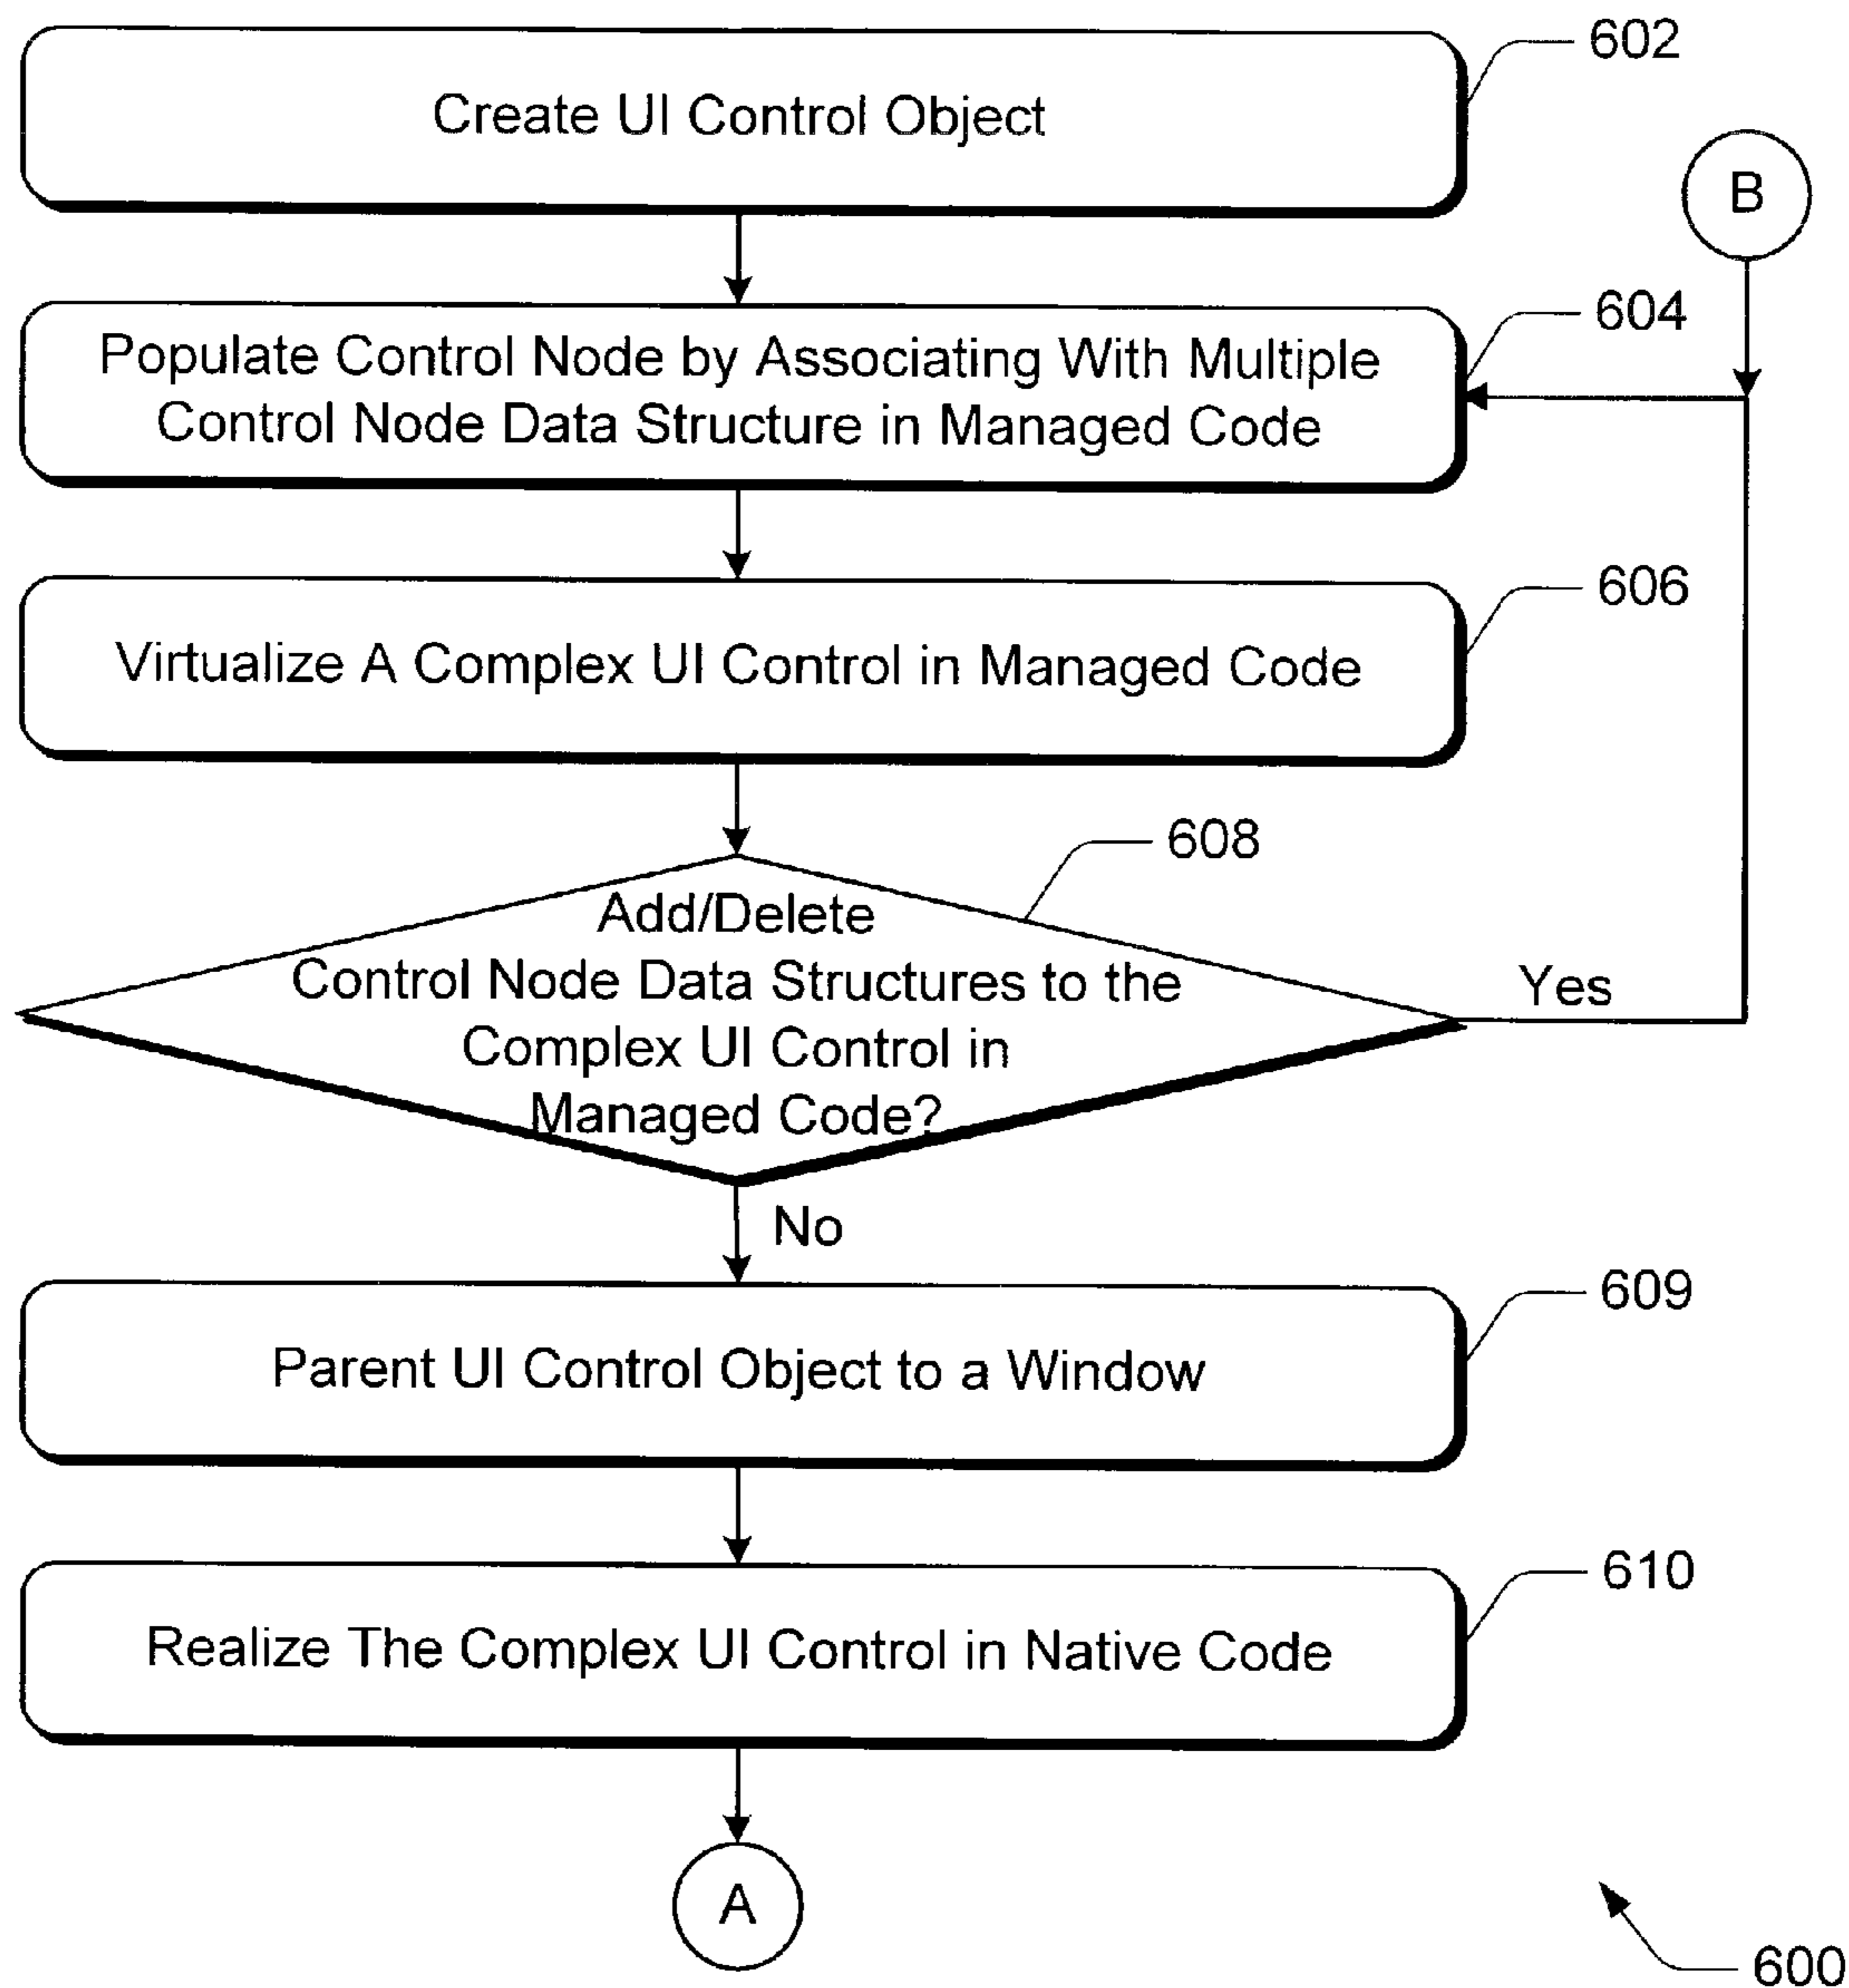 602
Create UI Control Object
B
604
Populate Control Node by Associating With Multiple
Control Node Data Structure in Managed Code
606
Virtualize A Complex UI Control in Managed Code
608
Add/Delete
Control Node Data Structures to the
Complex UI Control in
Managed Code?
Yes
No
609
Parent UI Control Object to a Window
610
Realize The Complex UI Control in Native Code
A
600